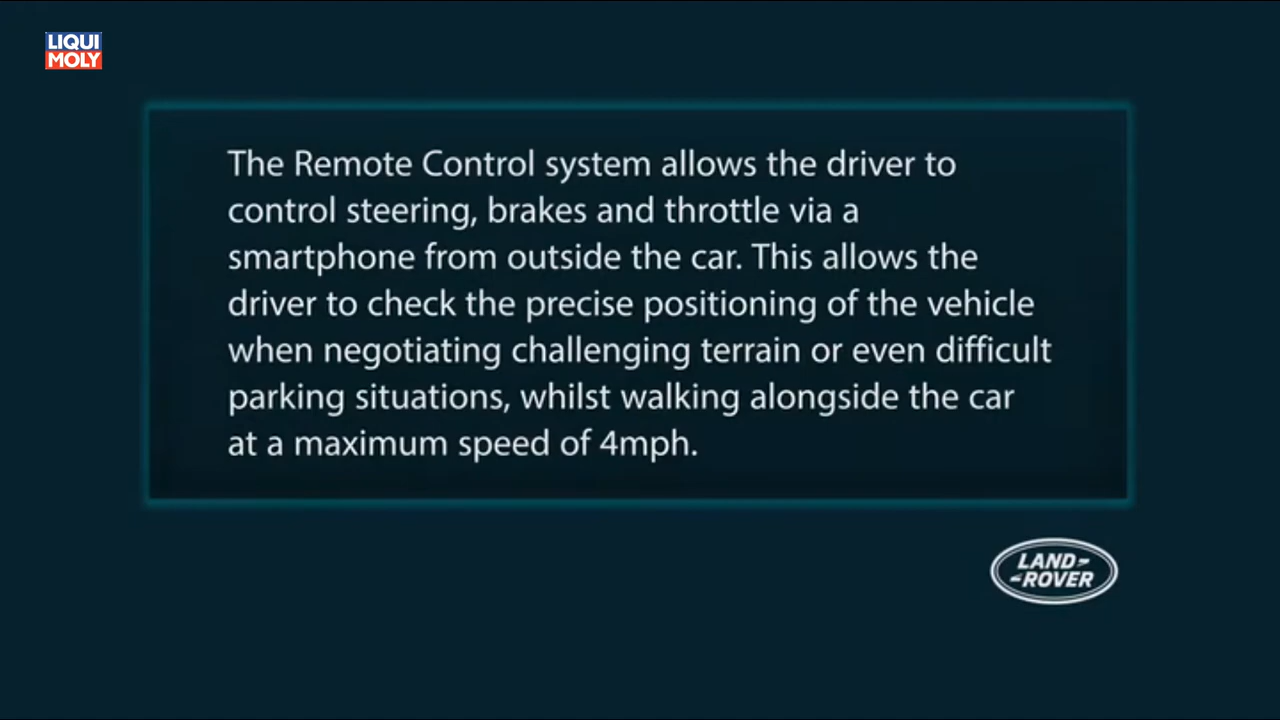 LIQUI
MOLY
The Remote Control system allows the driver to
control steering, brakes and throttle via a
smartphone from outside the car. This allows the
driver to check the precise positioning of the vehicle
when negotiating challenging terrain or even difficult
parking situations, whilst walking alongside the car
at a maximum speed of 4mph.
LAND
ROVER